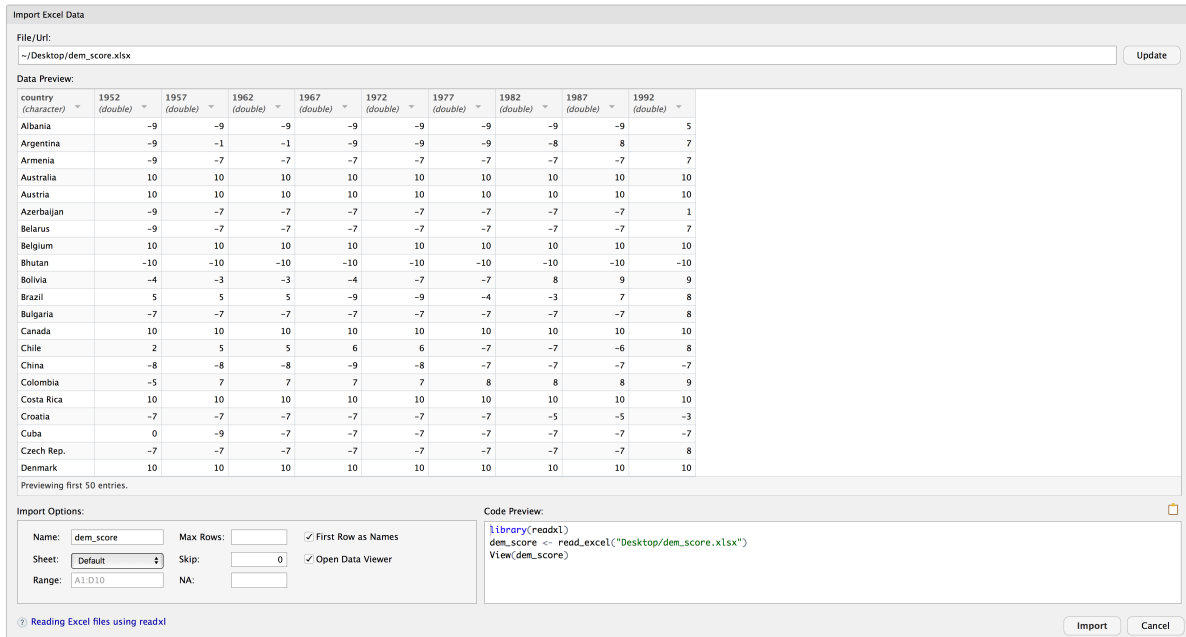 Import Excel Data
File/Url:
~/Desktop/dem_score.xlsx
Update
Data Preview:
country 1952 1957 1962 1967 1972 1977 1982 1987 1992
(character) (double) (double) (double) (double) (double) (double) (double) (double) (double)
Albania -9 -9 -9 -9 -9 -9 -9 -9 5
Argentina -9 -1 -1 -9 -9 -9 -8 8 7
Armenia -9 -7 -7 -7 -7 -7 -7 -7 7
Australia 10 10 10 10 10 10 10 10 10
Austria 10 10 10 10 10 10 10 10 10
Azerbaijan -9 -7 -7 -7 -7 -7 -7 -7 1
Belarus -9 -7 -7 -7 -7 -7 -7 -7 7
Belgium 10 10 10 10 10 10 10 10 10
Bhutan -10 -10 -10 -10 -10 -10 -10 -10 -10
Bolivia -4 -3 -3 -4 -7 -7 8 9 9
Brazil 5 5 5 -9 -9 -4 -3 7 8
Bulgaria -7 -7 -7 -7 -7 -7 -7 -7 8
Canada 10 10 10 10 10 10 10 10 10
Chile 2 5 5 6 6 -7 -7 -6 8
China -8 -8 -8 -9 -8 -7 -7 -7 -7
Colombia -5 7 7 7 7 8 8 8 9
Costa Rica 10 10 10 10 10 10 10 10 10
Croatia -7 -7 -7 -7 -7 -7 -5 -5 -3
Cuba 0 -9 -7 -7 -7 -7 -7 -7 -7
Czech Rep. -7 -7 -7 -7 -7 -7 -7 -7 8
Denmark 10 10 10 10 10 10 10 10 10
Previewing first 50 entries.
Import Options:
Name: dem_score Max Rows: First Row as Names
Sheet: Default Skip: 0 Open Data Viewer
Range: A1:D10 NA:
Code Preview:
library(readxl)
dem_score <- read_excel("Desktop/dem_score.xlsx")
View(dem_score)
? Reading Excel files using readxl
Import Cancel